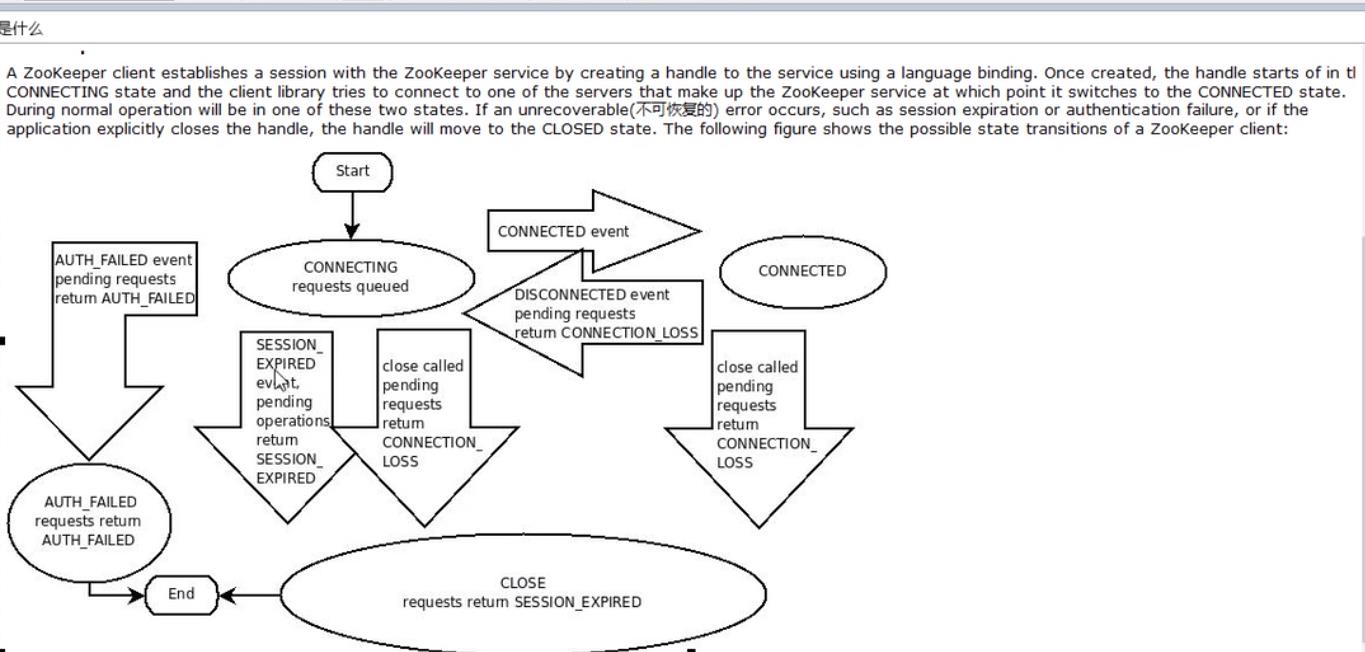 是什么
A ZooKeeper client establishes a session with the ZooKeeper service by creating a handle to the service using a language binding. Once created, the handle starts of in
CONNECTING state and the client library tries to connect to one of the servers that make up the ZooKeeper service at which point it switches to the CONNECTED state.
During normal operation will be in one of these two states. If an unrecoverable(不可恢复的) error occurs, such as session expiration or authentication failure, or if the
application explicitly closes the handle, the handle will move to the CLOSED state. The following figure shows the possible state transitions of a ZooKeeper client:
Start
CONNECTED event
AUTH_FAILED event
pending requests
return AUTH_FAILED
CONNECTING
requests queued
CONNECTED
DISCONNECTED event
pending requests
return CONNECTION_LOSS
SESSION_
EXPIRED
event,
pending
operations
return
SESSION_
EXPIRED
close called
pending
requests
return
CONNECTION_
LOSS
close called
pending
requests
return
CONNECTION_
LOSS
AUTH_FAILED
requests return
AUTH_FAILED
End
CLOSE
requests return SESSION_EXPIRED